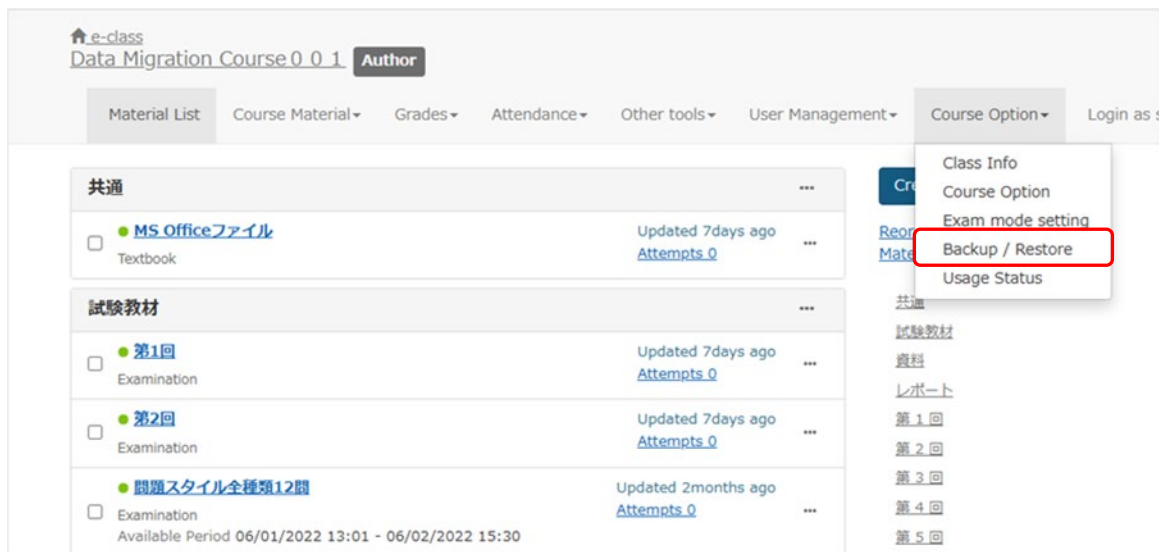 e-class
Data Migration Course００１ Author
Material List Course Material Grades Attendance Other tools User Management Course Option Login as s
Class Info
Course Option
Exam mode setting
Backup / Restore
Usage Status
共通
MS Officeファイル
Textbook
Updated 7days ago
Attempts 0
試験教材
第1回
Examination
Updated 7days ago
Attempts 0
第2回
Examination
Updated 7days ago
Attempts 0
問題スタイル全種類12問
Examination
Available Period 06/01/2022 13:01 - 06/02/2022 15:30
Updated 2months ago
Attempts 0
Cre
Reor
Mate
共通
試験教材
資料
レポート
第１回
第２回
第３回
第４回
第５回